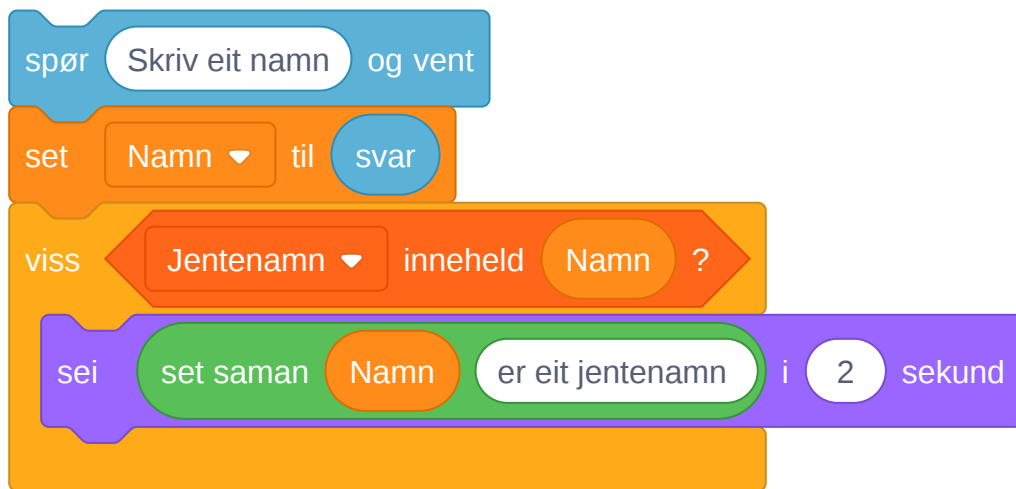 spør Skriv eit namn og vent
set Namn til svar
viss Jentenamn inneheld Namn ?
sei set saman Namn er eit jentenamn i 2 sekund